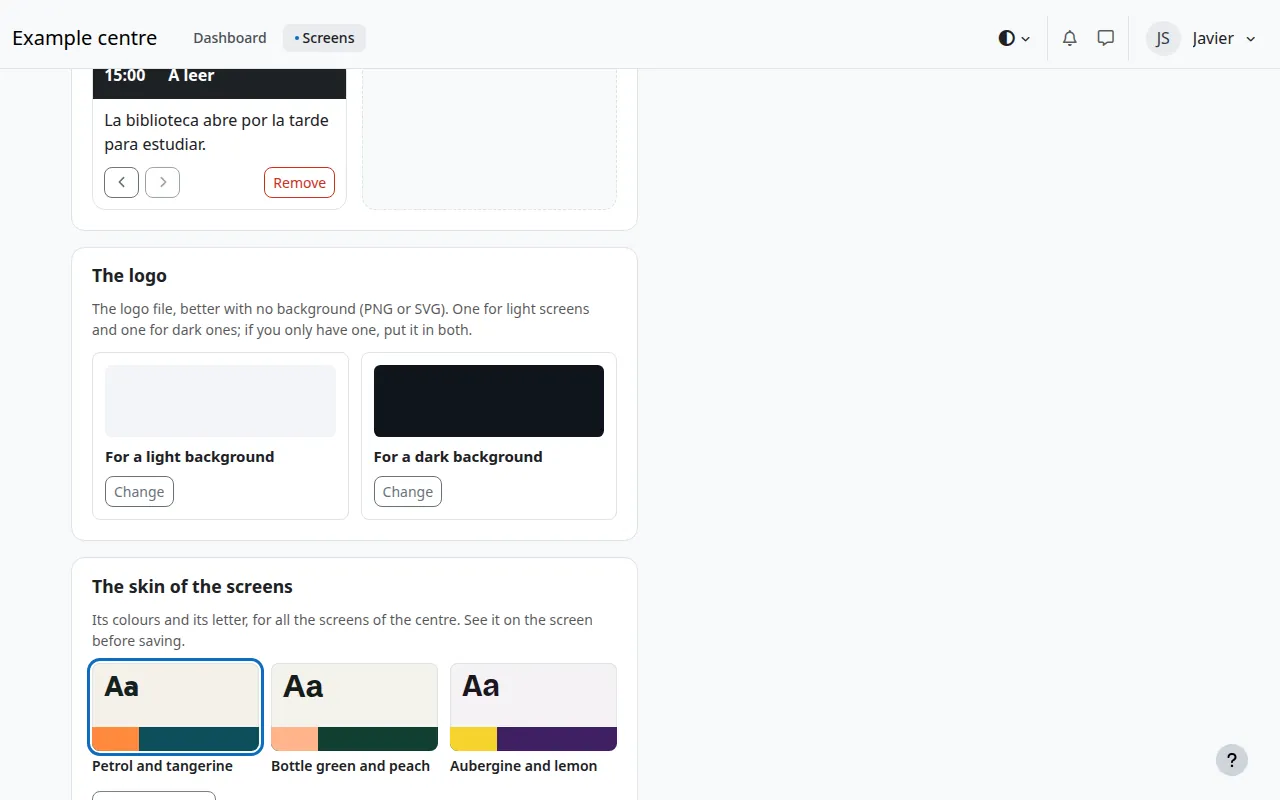 Example centre
Dashboard
Screens
JS
Javier
15:00 A leer
La biblioteca abre por la tarde
para estudiar.
Remove
The logo
The logo file, better with no background (PNG or SVG). One for light screens
and one for dark ones; if you only have one, put it in both.
For a light background
Change
For a dark background
Change
The skin of the screens
Its colours and its letter, for all the screens of the centre. See it on the screen
before saving.
Aa
Aa
Aa
Petrol and tangerine
Bottle green and peach
Aubergine and lemon
?